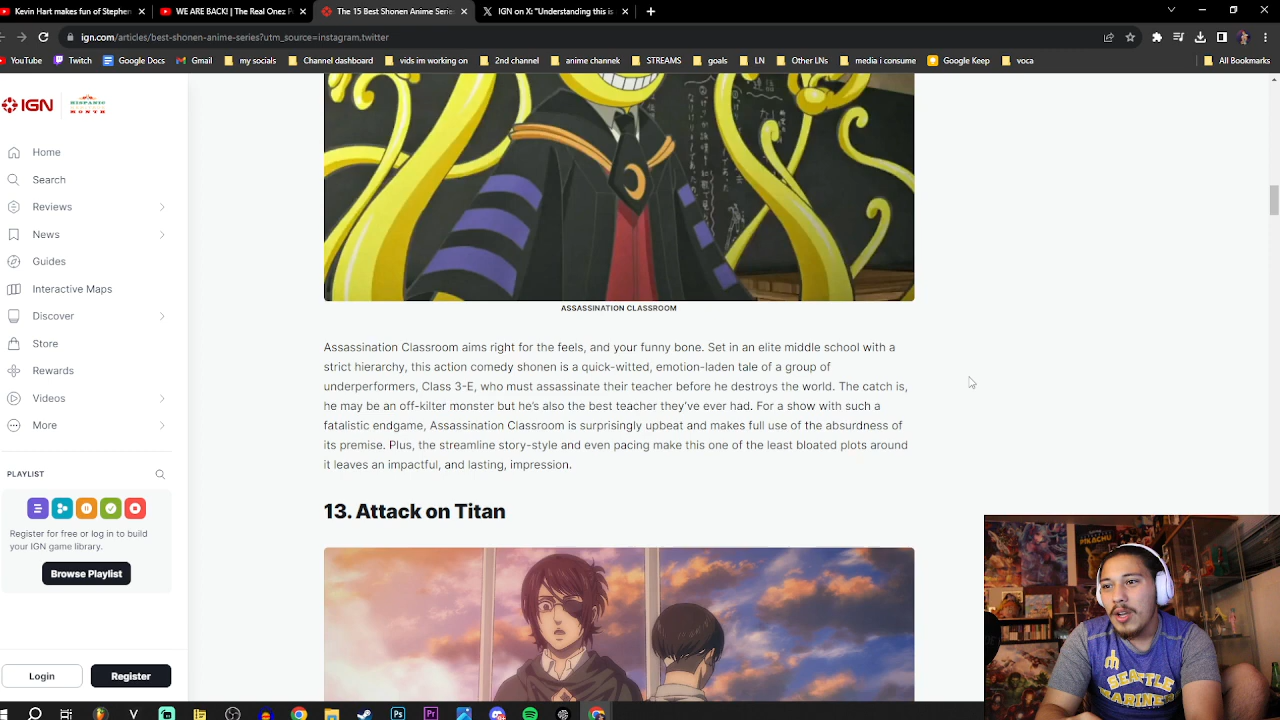 Kevin Hart makes fun of Stephen
WE ARE BACK! | The Real Onez P
The 15 Best Shonen Anime Series
IGN on X: "Understanding this is
ign.com/articles/best-shonen-anime-series?utm_source=instagram,twitter
YouTube
Twitch
Google Docs
Gmail
my socials
Channel dashboard
vids im working on
2nd channel
anime channel
STREAMS
goals
LN
Other LNs
media i consume
Google Keep
voca
All Bookmarks
IGN
HISPANIC
MONTH
Home
Search
Reviews
News
Guides
Interactive Maps
Discover
Store
Rewards
Videos
More
PLAYLIST
Register for free or log in to build
your IGN game library.
Browse Playlist
Login
Register
ASSASSINATION CLASSROOM
Assassination Classroom aims right for the feels, and your funny bone. Set in an elite middle school with a
strict hierarchy, this action comedy shonen is a quick-witted, emotion-laden tale of a group of
underperformers, Class 3-E, who must assassinate their teacher before he destroys the world. The catch is,
he may be an off-kilter monster but he's also the best teacher they've ever had. For a show with such a
fatalistic endgame, Assassination Classroom is surprisingly upbeat and makes full use of the absurdness of
its premise. Plus, the streamline story-style and even pacing make this one of the least bloated plots around
it leaves an impactful, and lasting, impression.
13. Attack on Titan
PIKACHU
SEATTLE
MARINERS